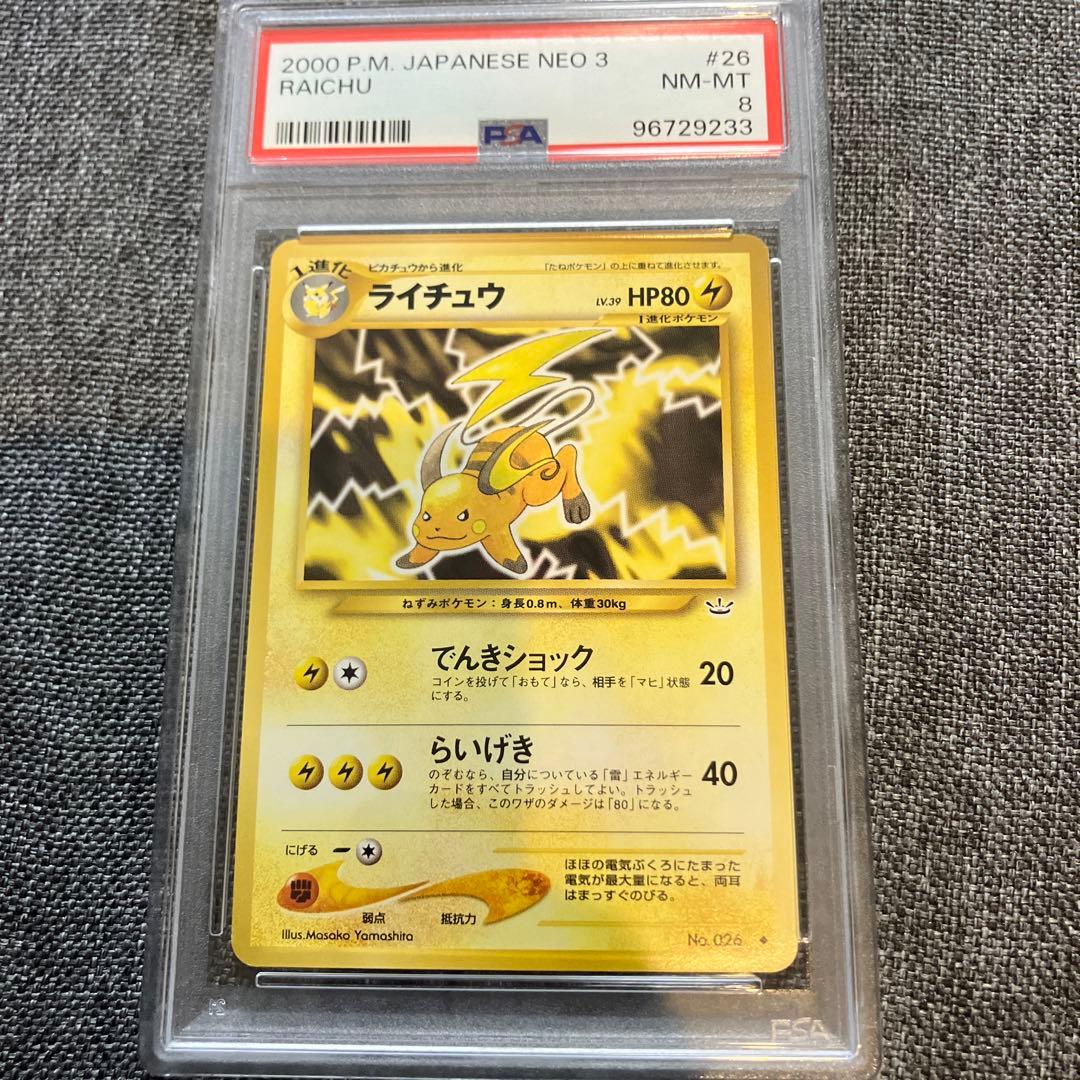 2000 P.M. JAPANESE NEO 3 #26
RAICHU NM-MT
8
PSA 96729233
1進化 ピカチュウから進化 「たねポケモン」の上に重ねて進化させます。
ライチュウ LV.39 HP80
1進化ポケモン
ねずみポケモン：身長0.8m、体重30kg
でんきショック 20
コインを投げて「おもて」なら、相手を「マヒ」状態
にする。
らいげき 40
のぞむなら、自分についている「雷」エネルギー
カードをすべてトラッシュしてよい。トラッシュ
した場合、このワザのダメージは「80」になる。
にげる
ほほの電気ぶくろにたまった
電気が最大量になると、両耳
はまっすぐのびる。
弱点 抵抗力
Illus.Masako Yamashita No. 026
PSA